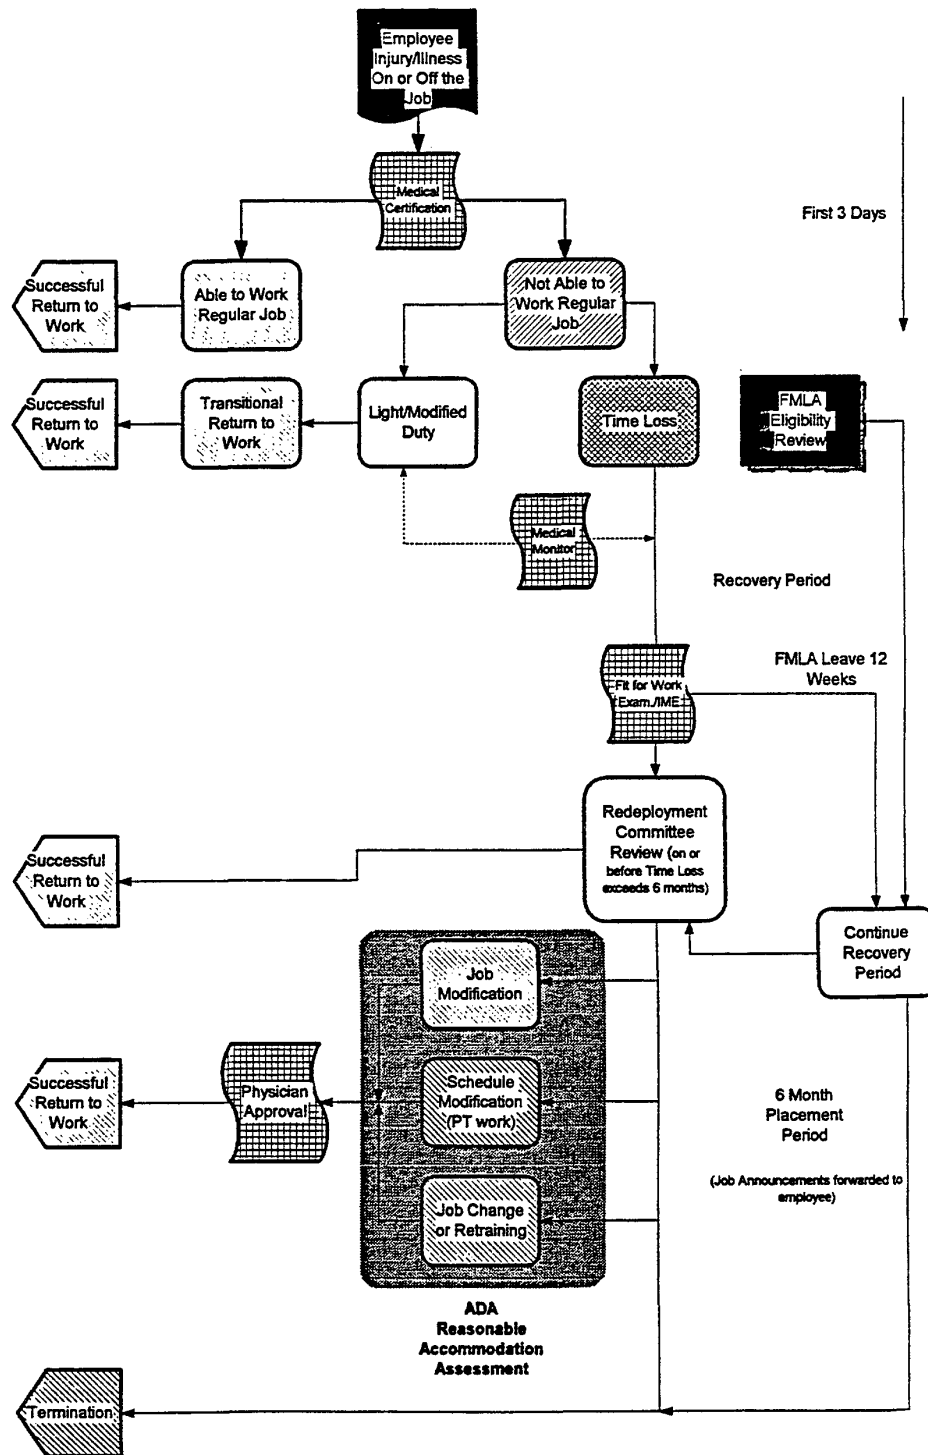 Employee
Injury/Illness
On or Off the
Job
Medical
Certification
First 3 Days
Successful
Return to
Work
Able to Work
Regular Job
Not Able to
Work Regular
Job
Successful
Return to
Work
Transitional
Return to
Work
Light/Modified
Duty
Time Loss
FMLA
Eligibility
Review
Medical
Monitor
Recovery Period
Fit for Work
Exam./IME
FMLA Leave 12
Weeks
Redeployment
Committee
Review (on or
before Time Loss
exceeds 6 months)
Successful
Return to
Work
Continue
Recovery
Period
Job
Modification
Successful
Return to
Work
Physician
Approval
Schedule
Modification
(PT work)
6 Month
Placement
Period
(Job Announcements forwarded to
employee)
Job Change
or Retraining
ADA
Reasonable
Accommodation
Assessment
Termination